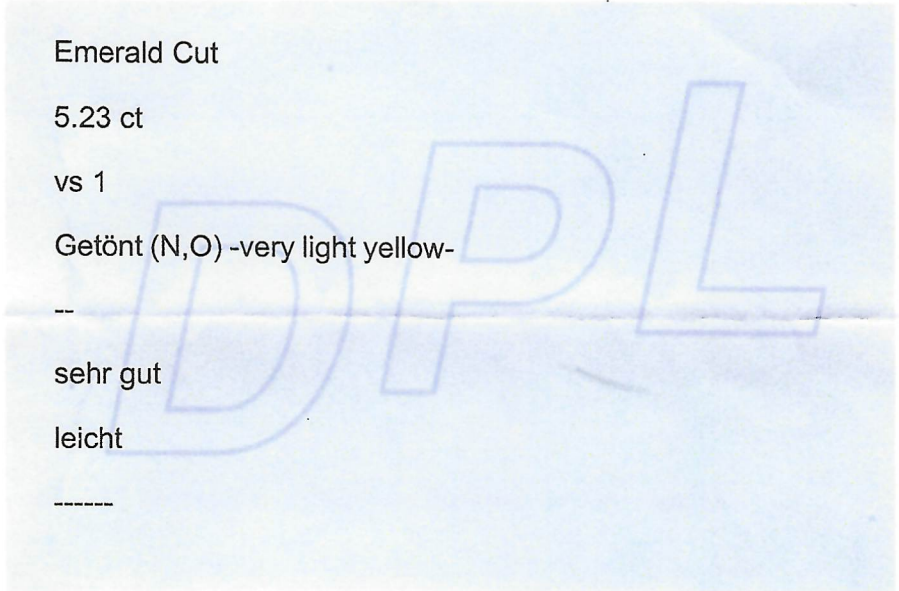 Emerald Cut
5.23 ct
vs 1
Getönt (N,O) -very light yellow-
--
sehr gut
leicht
------
DPL